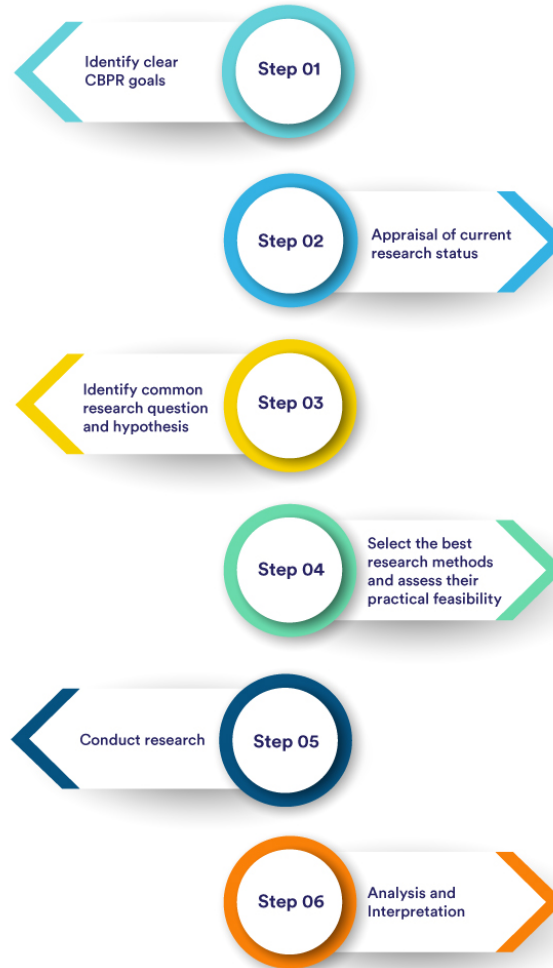 Identify clear
CBPR goals
Step 01
Step 02
Appraisal of current
research status
Identify common
research question
and hypothesis
Step 03
Step 04
Select the best
research methods
and assess their
practical feasibility
Conduct research
Step 05
Step 06
Analysis and
Interpretation